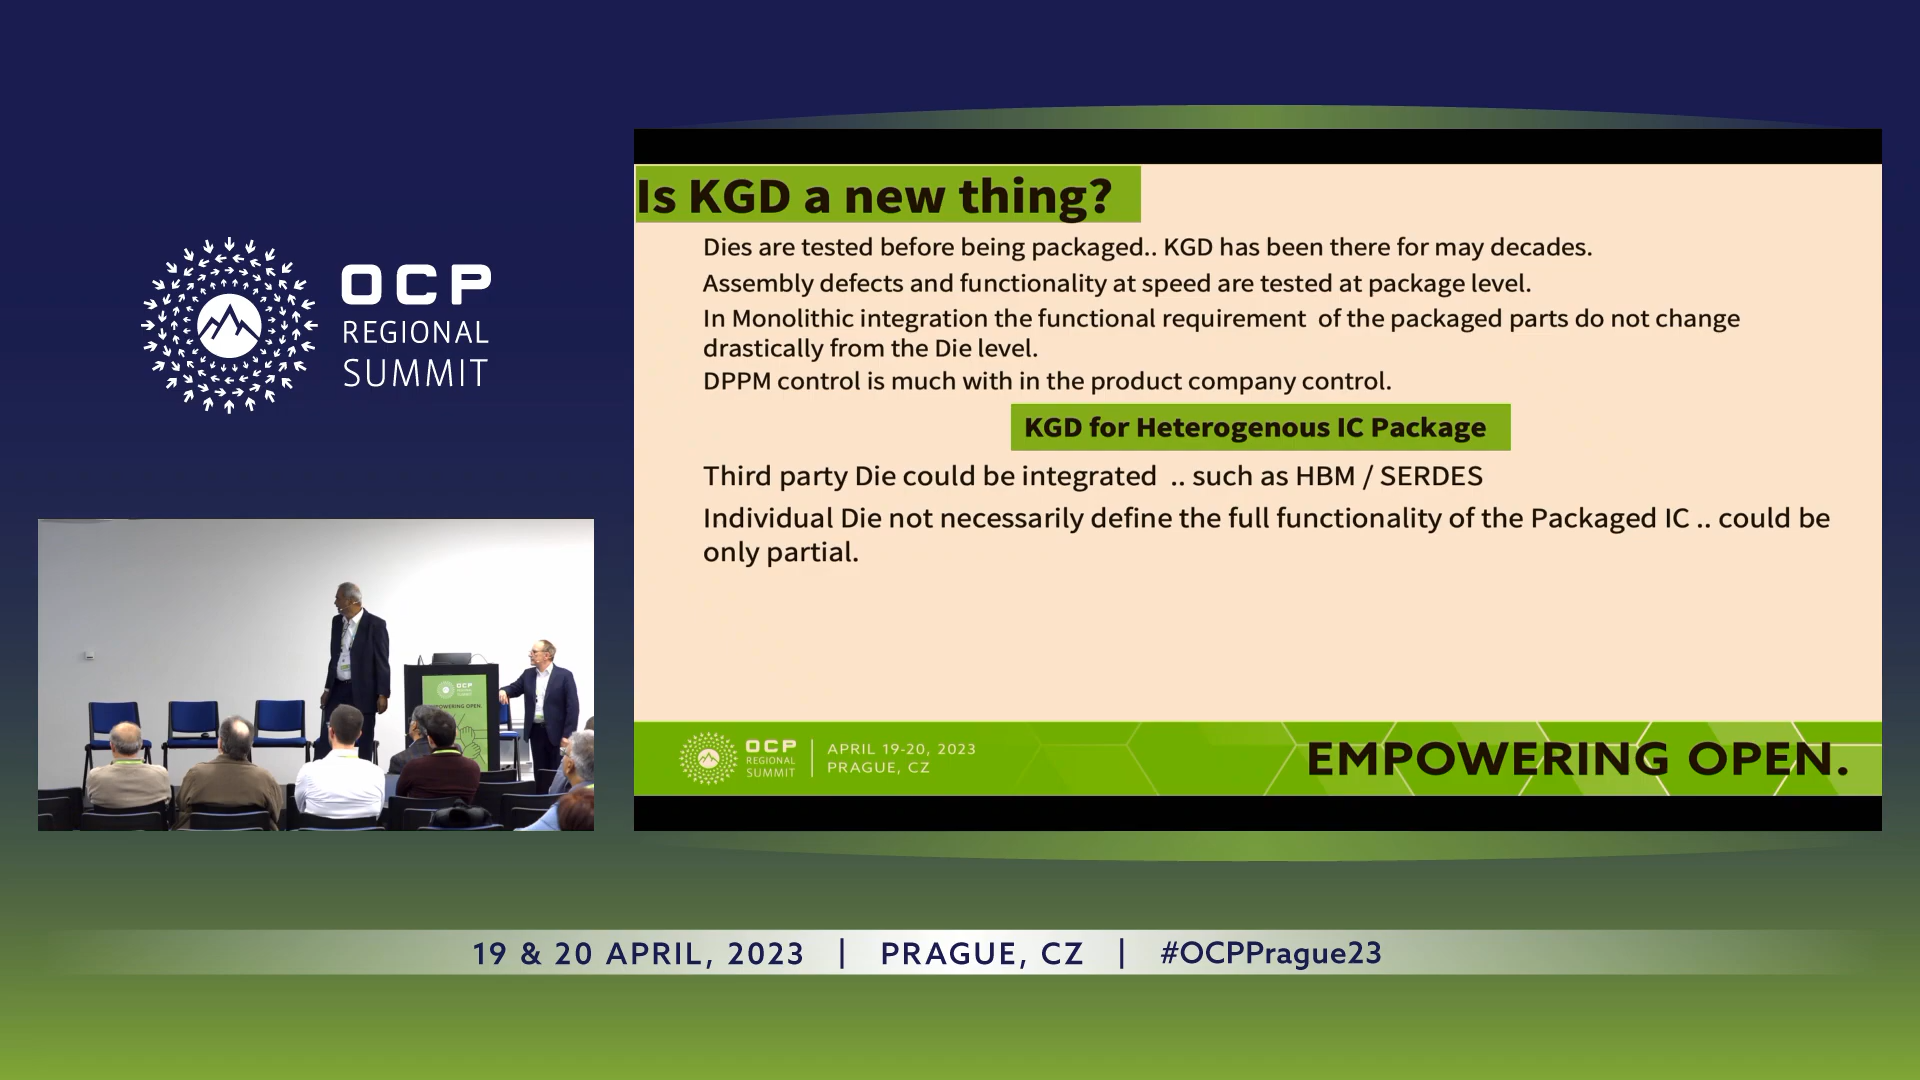 OCP
REGIONAL
SUMMIT
Is KGD a new thing?
Dies are tested before being packaged.. KGD has been there for may decades.
Assembly defects and functionality at speed are tested at package level.
In Monolithic integration the functional requirement  of the packaged parts do not change
drastically from the Die level.
DPPM control is much with in the product company control.
KGD for Heterogenous IC Package
Third party Die could be integrated  .. such as HBM / SERDES
Individual Die not necessarily define the full functionality of the Packaged IC .. could be
only partial.
OCP
REGIONAL
SUMMIT
APRIL 19-20, 2023
PRAGUE, CZ
EMPOWERING OPEN.
OCP
EMPOWERING OPEN.
19 & 20 APRIL, 2023 | PRAGUE, CZ | #OCPPrague23